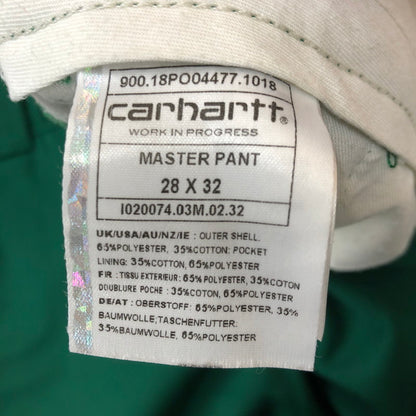 900.18PO04477.1018
carhartt®
WORK IN PROGRESS
MASTER PANT
28 X 32
I020074.03M.02.32
UK/USA/AU/NZ/IE : OUTER SHELL:
65%POLYESTER, 35%COTTON: POCKET
LINING: 35%COTTON, 65%POLYESTER
FR : TISSU EXTERIEUR: 65%POLYESTER, 35%COTON
DOUBLURE POCHE : 35%COTON, 65%POLYESTER
DE/AT : OBERSTOFF: 65%POLYESTER, 35%
BAUMWOLLE;TASCHENFUTTER:
35%BAUMWOLLE, 65%POLYESTER